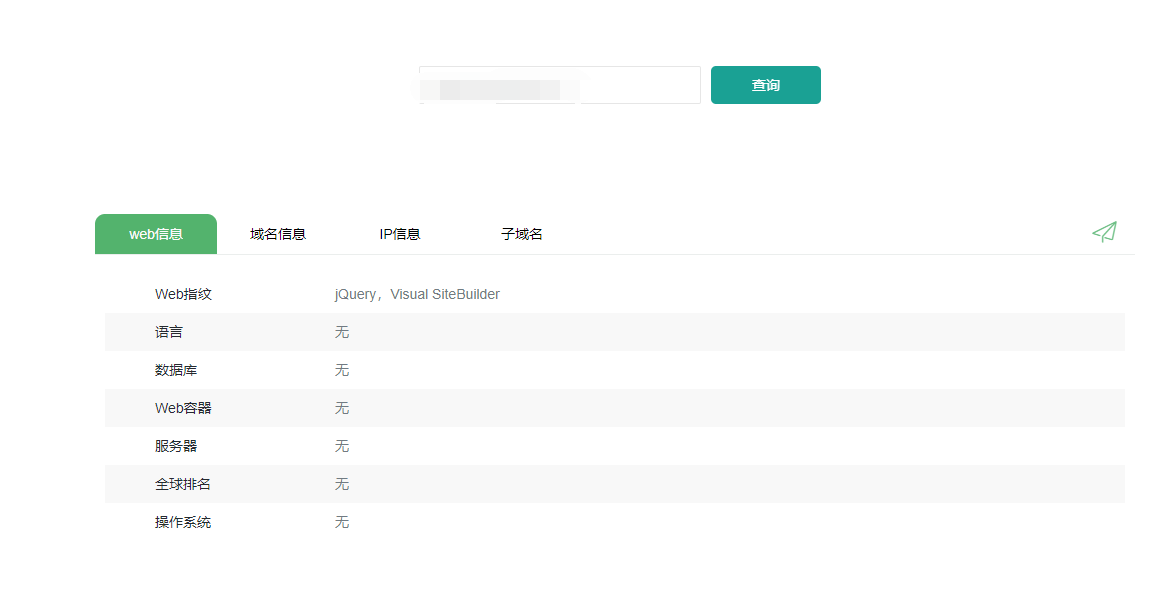 查询
web信息 域名信息 IP信息 子域名
Web指纹 jQuery，Visual SiteBuilder
语言 无
数据库 无
Web容器 无
服务器 无
全球排名 无
操作系统 无